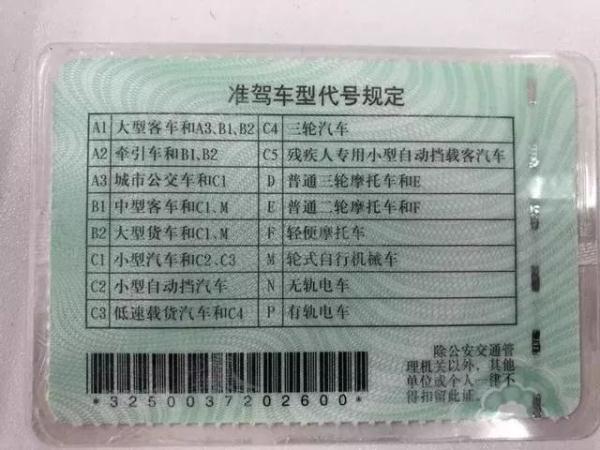 准驾车型代号规定
A1 大型客车和A3、B1、B2 C4 三轮汽车
A2 牵引车和B1、B2 C5 残疾人专用小型自动挡载客汽车
A3 城市公交车和C1 D 普通三轮摩托车和E
B1 中型客车和C1、M E 普通二轮摩托车和F
B2 大型货车和C1、M F 轻便摩托车
C1 小型汽车和C2、C3 M 轮式自行机械车
C2 小型自动挡汽车 N 无轨电车
C3 低速载货汽车和C4 P 有轨电车
除公安交通管
理机关以外，其他
单位或个人一律不
得扣留此证。
*3250037202600*